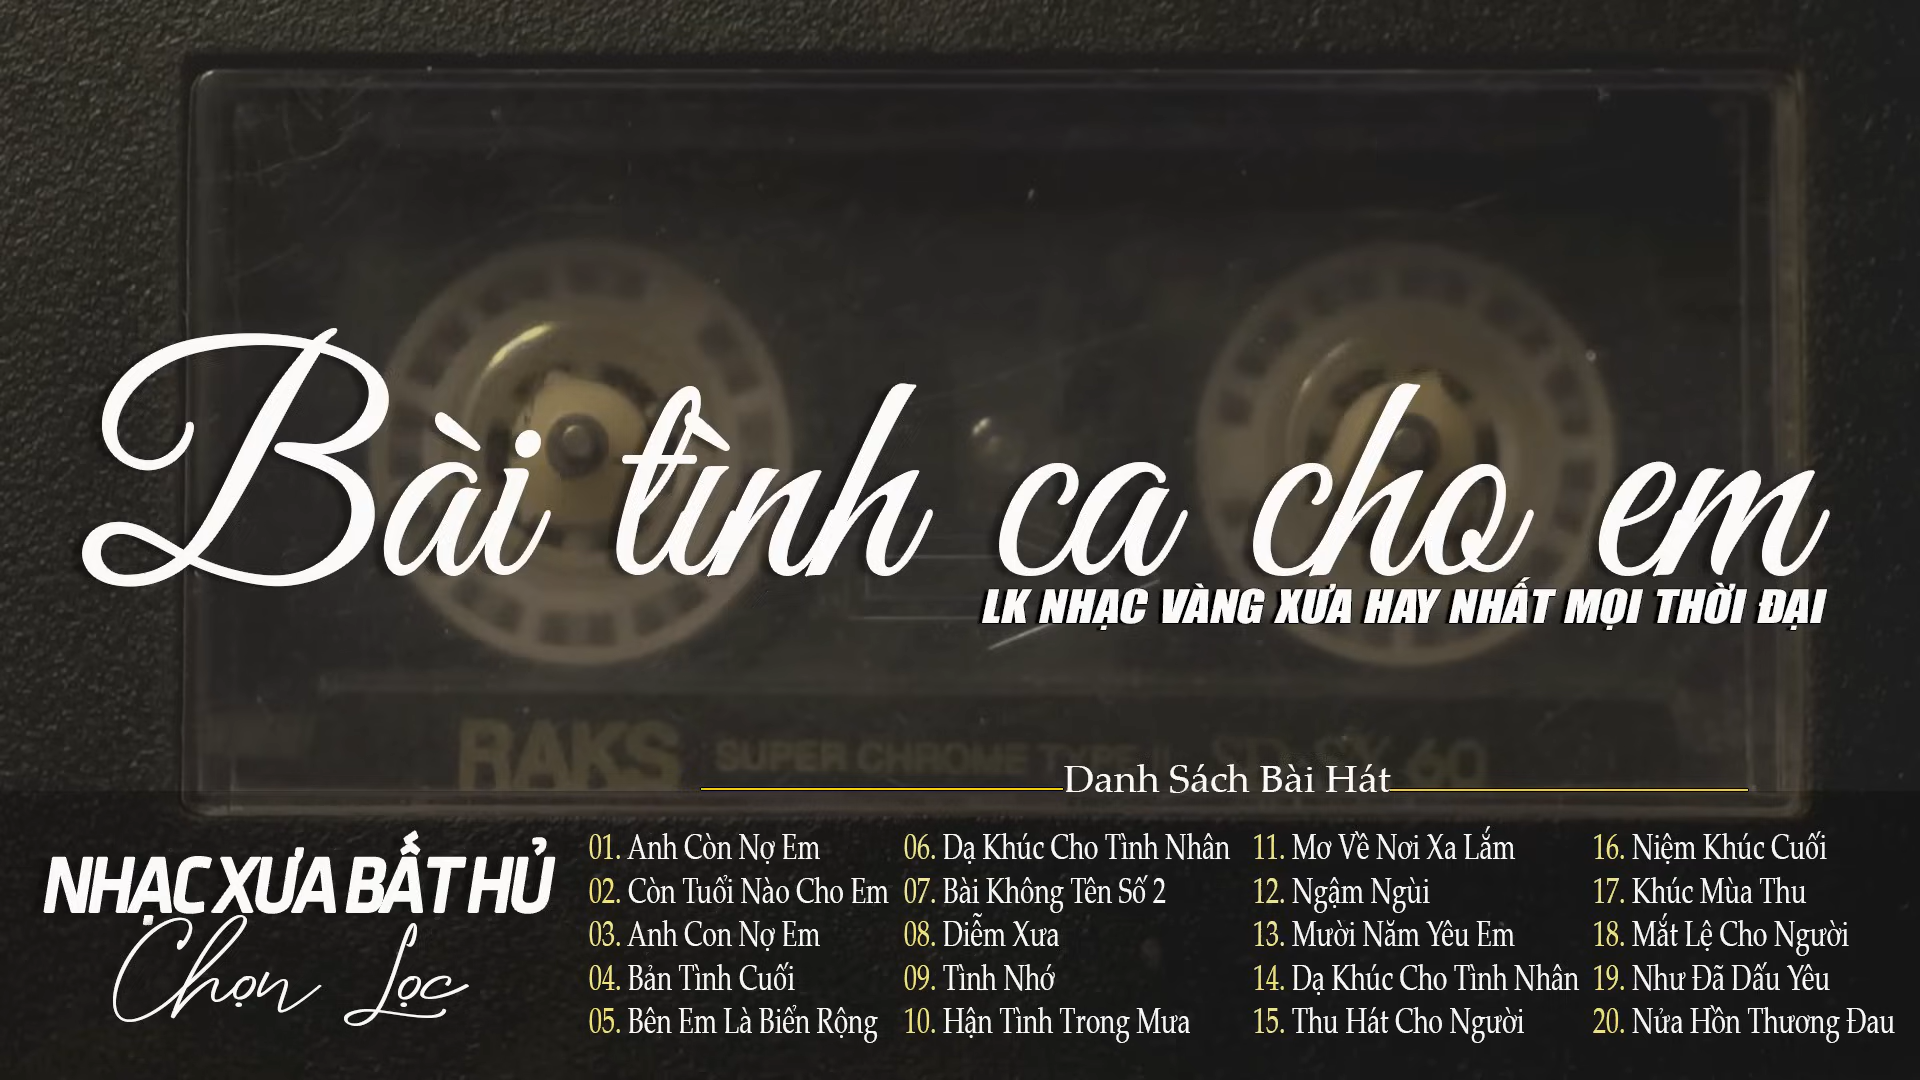 Bài tình ca cho em
LK NHẠC VÀNG XƯA HAY NHẤT MỌI THỜI ĐẠI
RAKS SUPER CHROME TYPE II SD-SX 60
Danh Sách Bài Hát
NHẠC XƯA BẤT HỦ
Chọn Lọc
01. Anh Còn Nợ Em
02. Còn Tuổi Nào Cho Em
03. Anh Con Nợ Em
04. Bản Tình Cuối
05. Bên Em Là Biển Rộng
06. Dạ Khúc Cho Tình Nhân
07. Bài Không Tên Số 2
08. Diễm Xưa
09. Tình Nhớ
10. Hận Tình Trong Mưa
11. Mơ Về Nơi Xa Lắm
12. Ngậm Ngùi
13. Mười Năm Yêu Em
14. Dạ Khúc Cho Tình Nhân
15. Thu Hát Cho Người
16. Niệm Khúc Cuối
17. Khúc Mùa Thu
18. Mắt Lệ Cho Người
19. Như Đã Dấu Yêu
20. Nửa Hồn Thương Đau